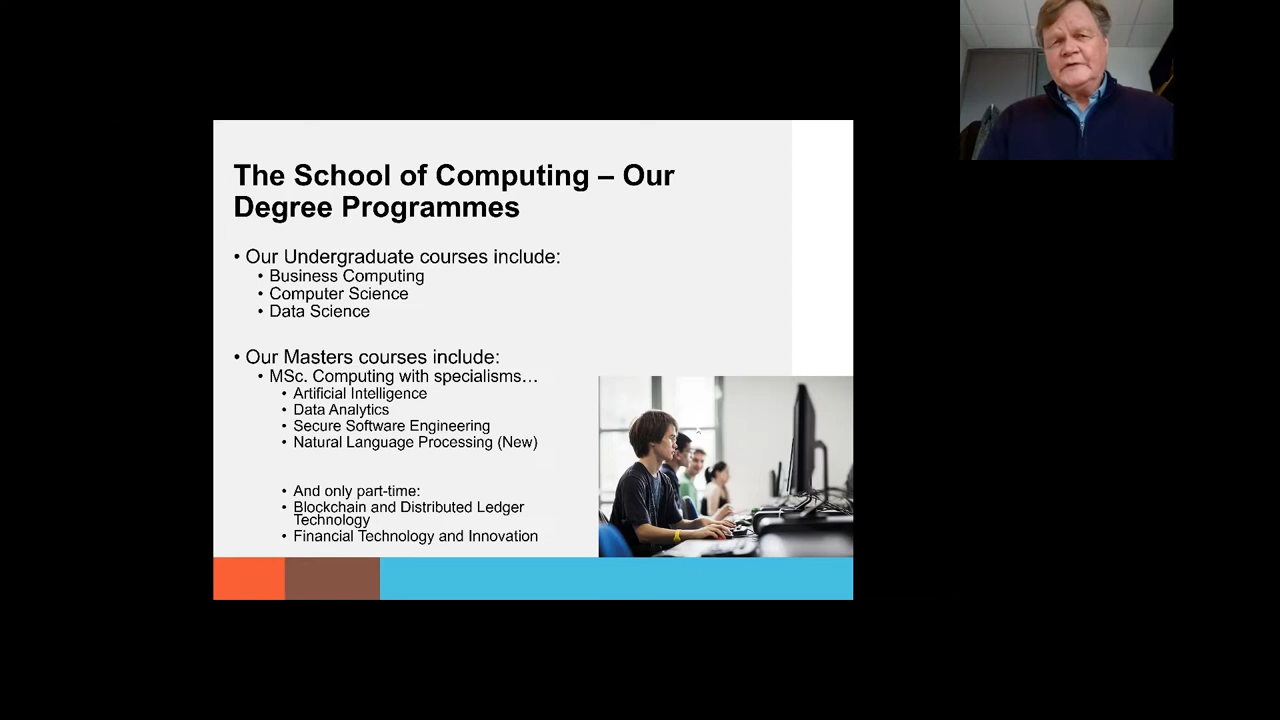 The School of Computing – Our
Degree Programmes
• Our Undergraduate courses include:
• Business Computing
• Computer Science
• Data Science
• Our Masters courses include:
• MSc. Computing with specialisms…
• Artificial Intelligence
• Data Analytics
• Secure Software Engineering
• Natural Language Processing (New)
• And only part-time:
• Blockchain and Distributed Ledger
Technology
• Financial Technology and Innovation